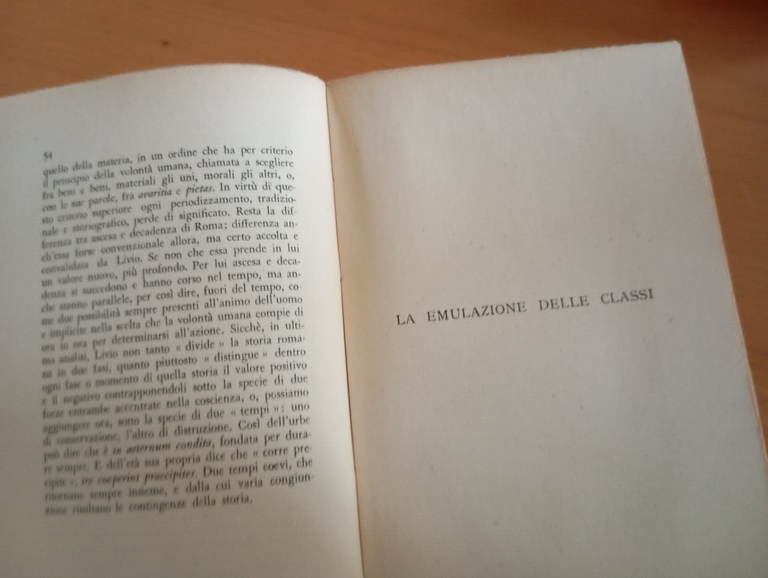 54
quello della materia, in un ordine che ha per criterio
il principio della volontà umana, chiamata a scegliere
fra beni e beni, materiali gli uni, morali gli altri, o,
con le sue parole, fra avaritia e pietas. In virtù di que-
sto criterio superiore ogni periodizzamento, tradizio-
nale e storiografico, perde di significato. Resta la dif-
ferenza tra ascesa e decadenza di Roma; differenza an-
ch'essa forse convenzionale allora, ma certo accolta e
convalidata da Livio. Se non che essa prende in lui
un valore nuovo, più profondo. Per lui ascesa e deca-
denza si succedono e hanno corso nel tempo, ma an-
che stanno parallele, per così dire, fuori del tempo, co-
me due possibilità sempre presenti all'animo dell'uomo
e implicite nella scelta che la volontà umana compie di
ora in ora per determinarsi all'azione. Sicchè, in ulti-
ma analisi, Livio non tanto « divide » la storia roma-
na in due fasi, quanto piuttosto « distingue » dentro
ogni fase o momento di quella storia il valore positivo
e il negativo contrapponendoli sotto la specie di due
forze entrambe accentrate nella coscienza, o, possiamo
aggiungere ora, sotto la specie di due « tempi »: uno
di conservazione, l'altro di distruzione. Così dell'urbe
può dire che è in aeternum condita, fondata per dura-
re sempre. E dell'età sua propria dice che « corre pre-
cipite », ire coeperint praecipites. Due tempi coevi, che
ritornano sempre insieme, e dalla cui varia congiun-
zione risultano le contingenze della storia.
LA EMULAZIONE DELLE CLASSI